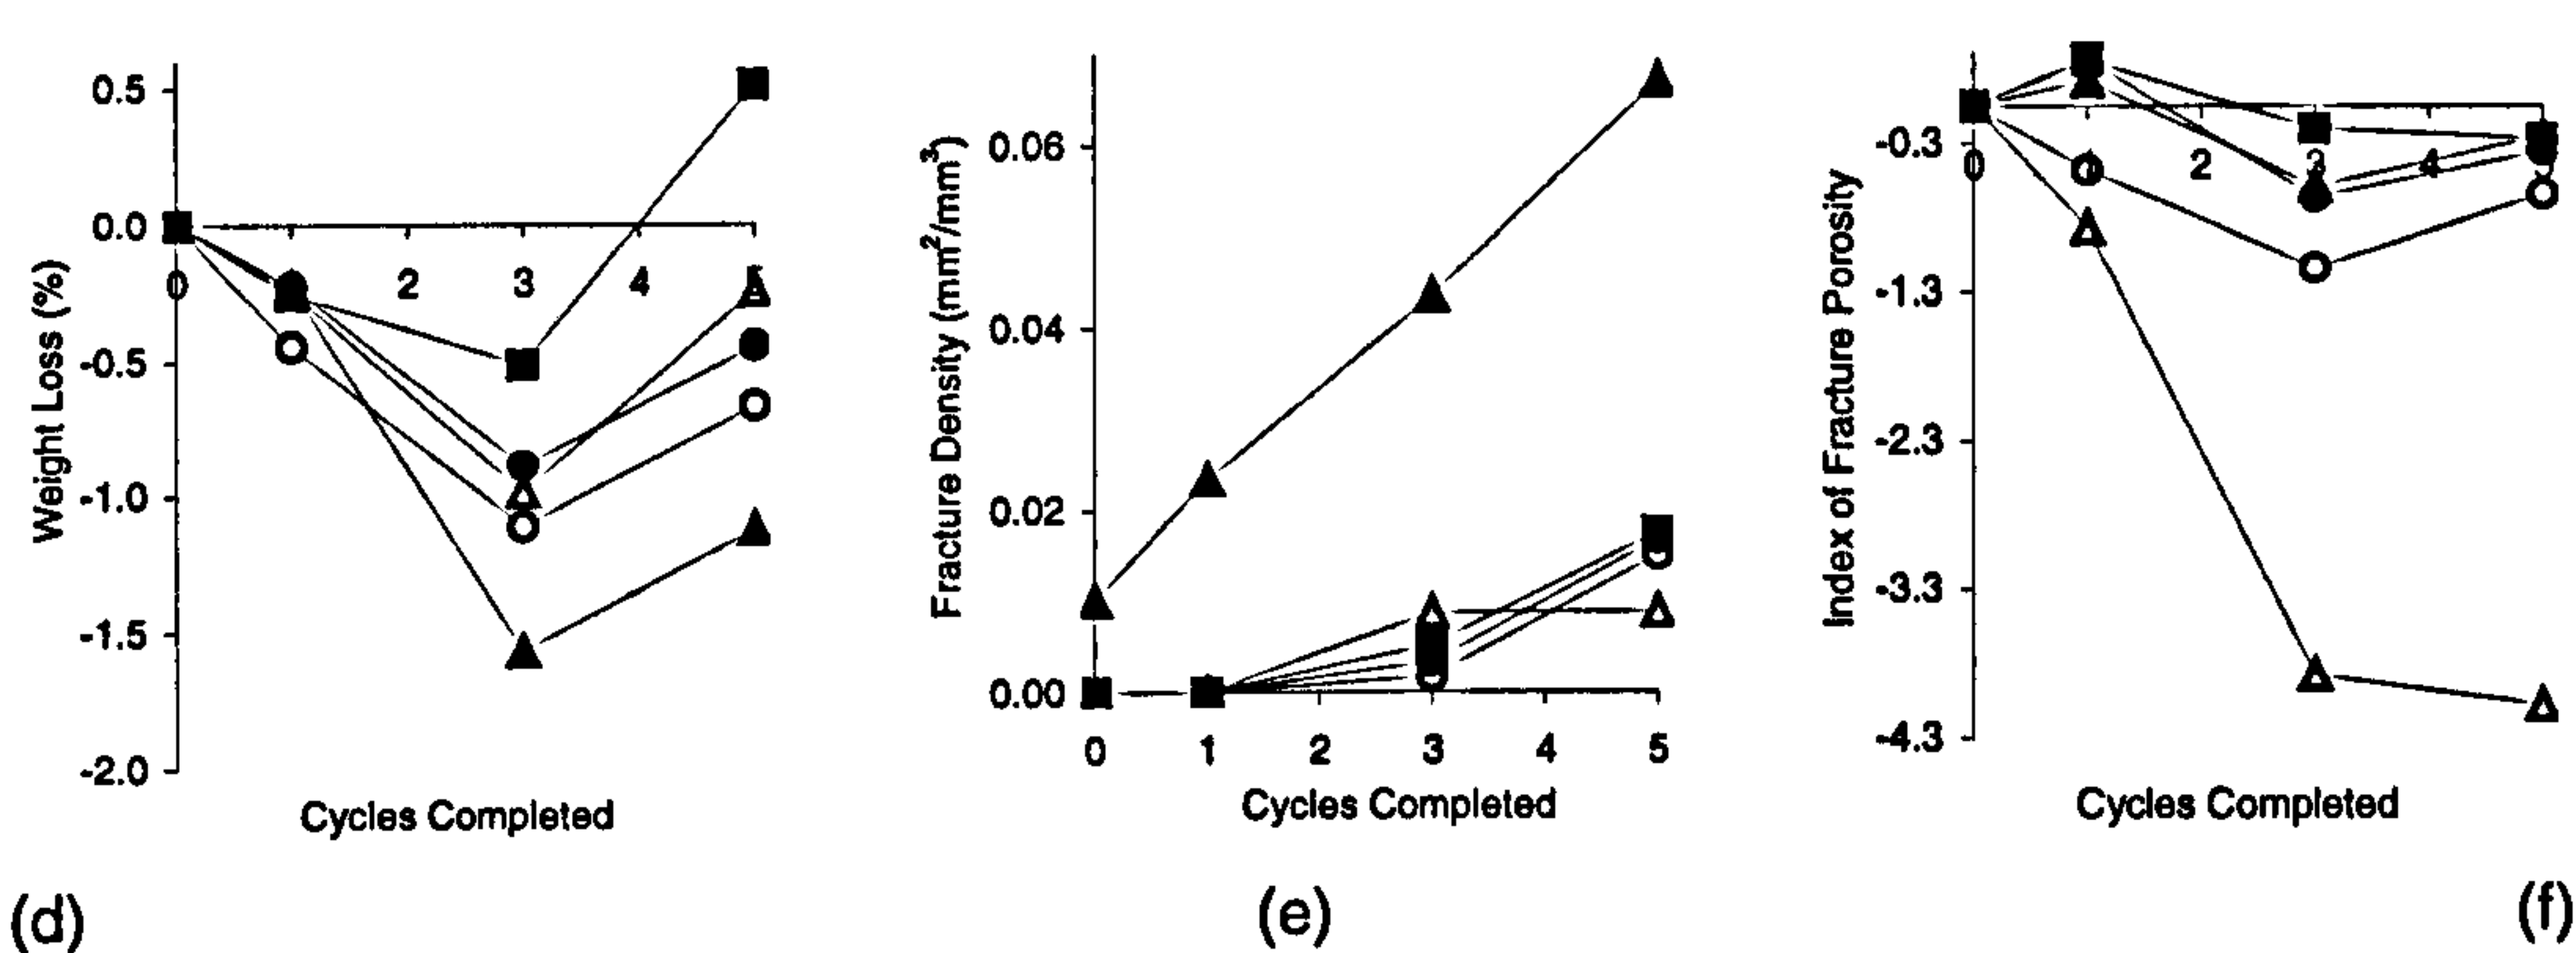 Weight Loss (%)
0.5
0.0
-0.5
-1.0
-1.5
-2.0
0 2 3 4 5
Cycles Completed
(d)
Fracture Density (mm²/mm³)
0.06
0.04
0.02
0.00
0 1 2 3 4 5
Cycles Completed
(e)
Index of Fracture Porosity
-0.3
-1.3
-2.3
-3.3
-4.3
0 2 3 4
Cycles Completed
(f)